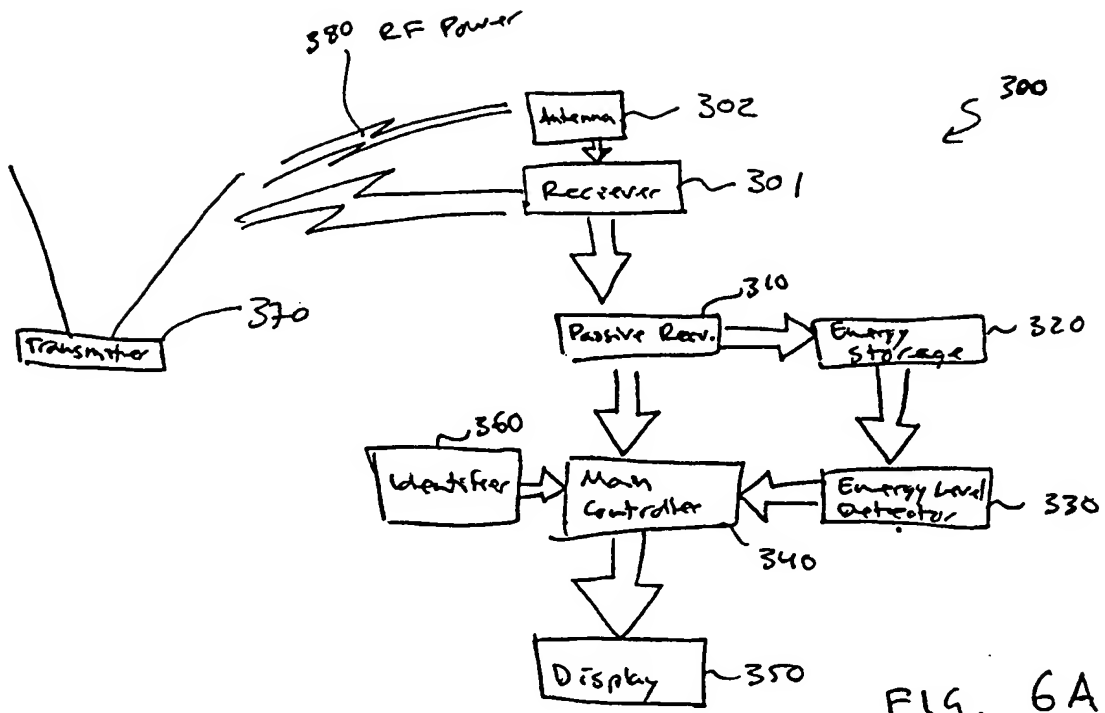 380 RF Power
300
Antenna
302
Reciever
301
310
370
Transmitter
Passive Recv.
Energy
Storage
320
360
Identifier
Main
Controller
Energy Level
Detector
330
340
Display
350
FIG. 6A